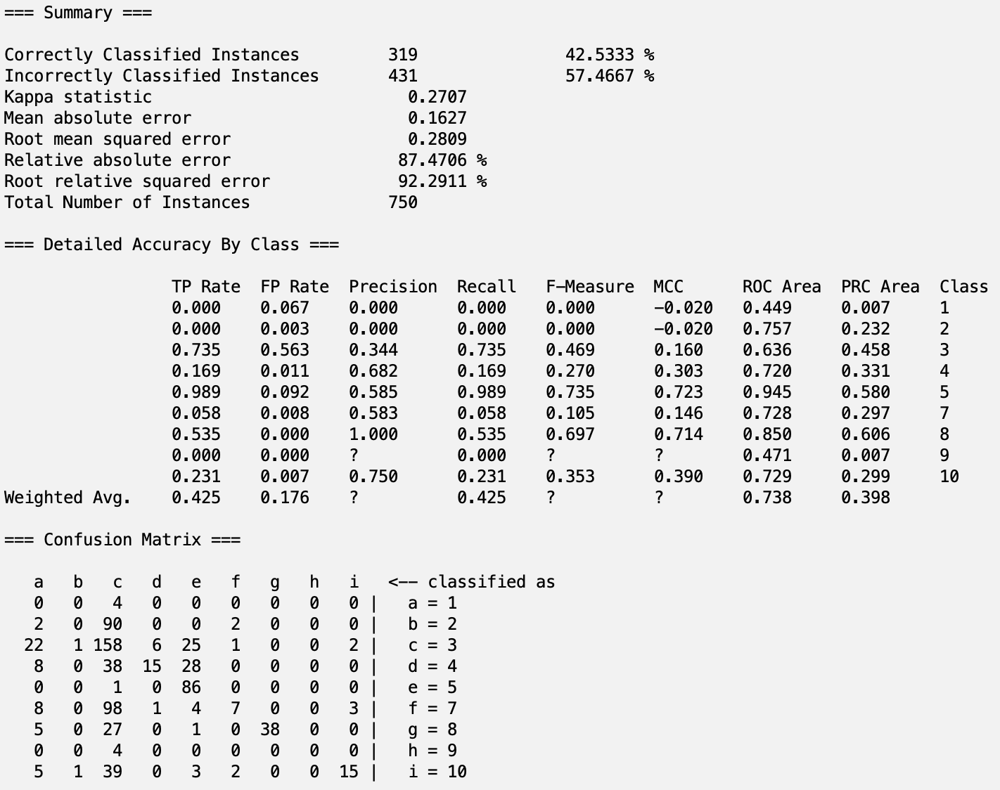 === Summary ===
Correctly Classified Instances 319 42.5333 %
Incorrectly Classified Instances 431 57.4667 %
Kappa statistic 0.2707
Mean absolute error 0.1627
Root mean squared error 0.2809
Relative absolute error 87.4706 %
Root relative squared error 92.2911 %
Total Number of Instances 750
=== Detailed Accuracy By Class ===
TP Rate FP Rate Precision Recall F-Measure MCC ROC Area PRC Area Class
0.000 0.067 0.000 0.000 0.000 -0.020 0.449 0.007 1
0.000 0.003 0.000 0.000 0.000 -0.020 0.757 0.232 2
0.735 0.563 0.344 0.735 0.469 0.160 0.636 0.458 3
0.169 0.011 0.682 0.169 0.270 0.303 0.720 0.331 4
0.989 0.092 0.585 0.989 0.735 0.723 0.945 0.580 5
0.058 0.008 0.583 0.058 0.105 0.146 0.728 0.297 7
0.535 0.000 1.000 0.535 0.697 0.714 0.850 0.606 8
0.000 0.000 ? 0.000 ? ? 0.471 0.007 9
0.231 0.007 0.750 0.231 0.353 0.390 0.729 0.299 10
Weighted Avg. 0.425 0.176 ? 0.425 ? ? 0.738 0.398
=== Confusion Matrix ===
a b c d e f g h i <-- classified as
0 0 4 0 0 0 0 0 0 | a = 1
2 0 90 0 0 2 0 0 0 | b = 2
22 1 158 6 25 1 0 0 2 | c = 3
8 0 38 15 28 0 0 0 0 | d = 4
0 0 1 0 86 0 0 0 0 | e = 5
8 0 98 1 4 7 0 0 3 | f = 7
5 0 27 0 1 0 38 0 0 | g = 8
0 0 4 0 0 0 0 0 0 | h = 9
5 1 39 0 3 2 0 0 15 | i = 10